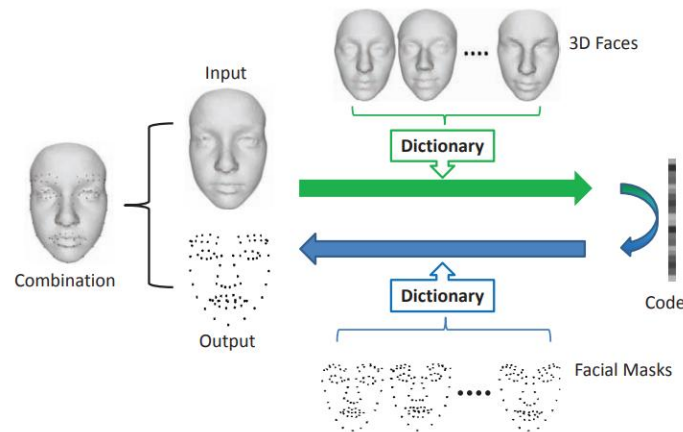 3D Faces
Input
Dictionary
Combination
Dictionary
Code
Output
Facial Masks